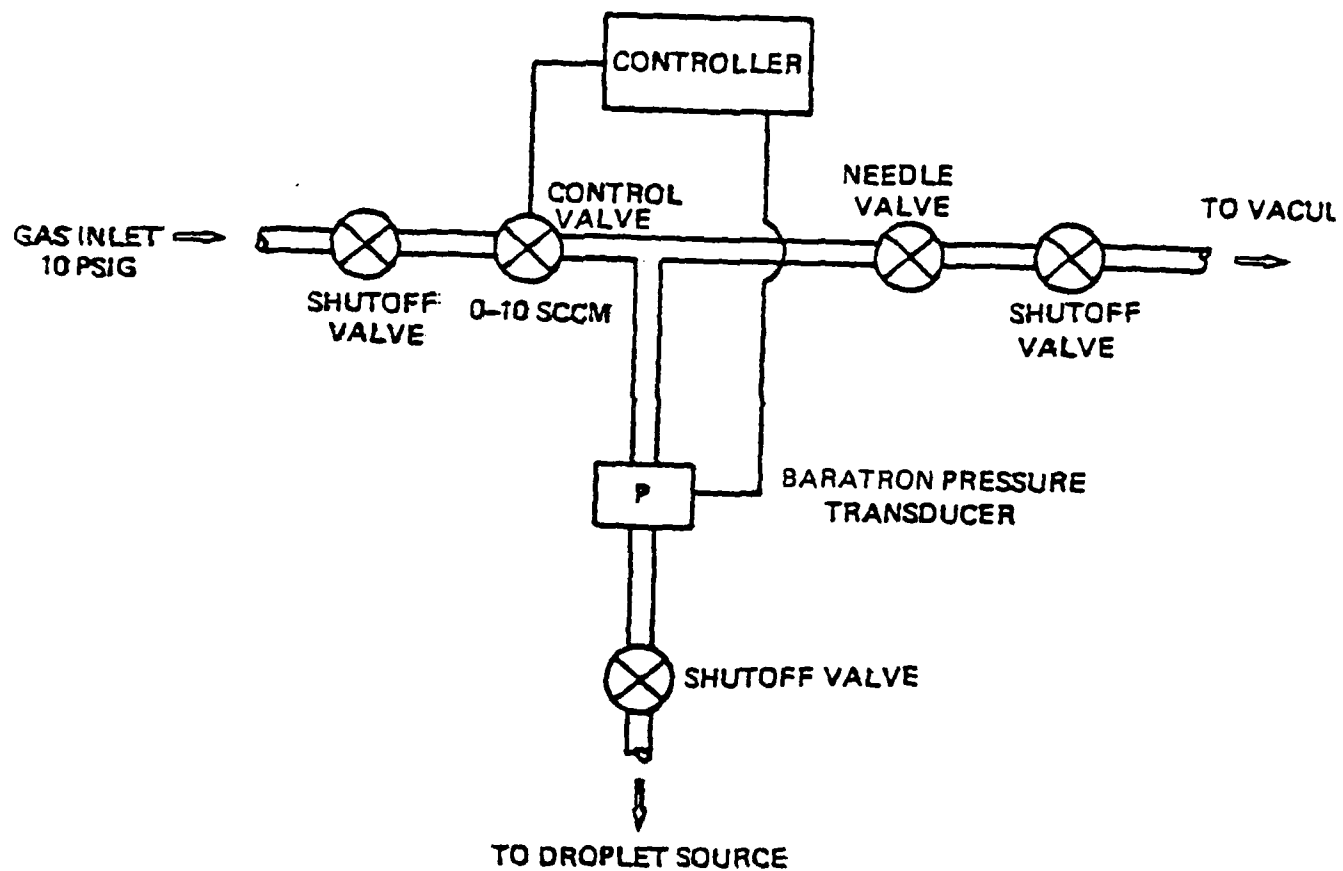 CONTROLLER
CONTROL
VALVE
NEEDLE
VALVE
TO VACUL
GAS INLET
10 PSIG
SHUTOFF
VALVE
0-10 SCCM
SHUTOFF
VALVE
P
BARATRON PRESSURE
TRANSDUCER
SHUTOFF VALVE
TO DROPLET SOURCE